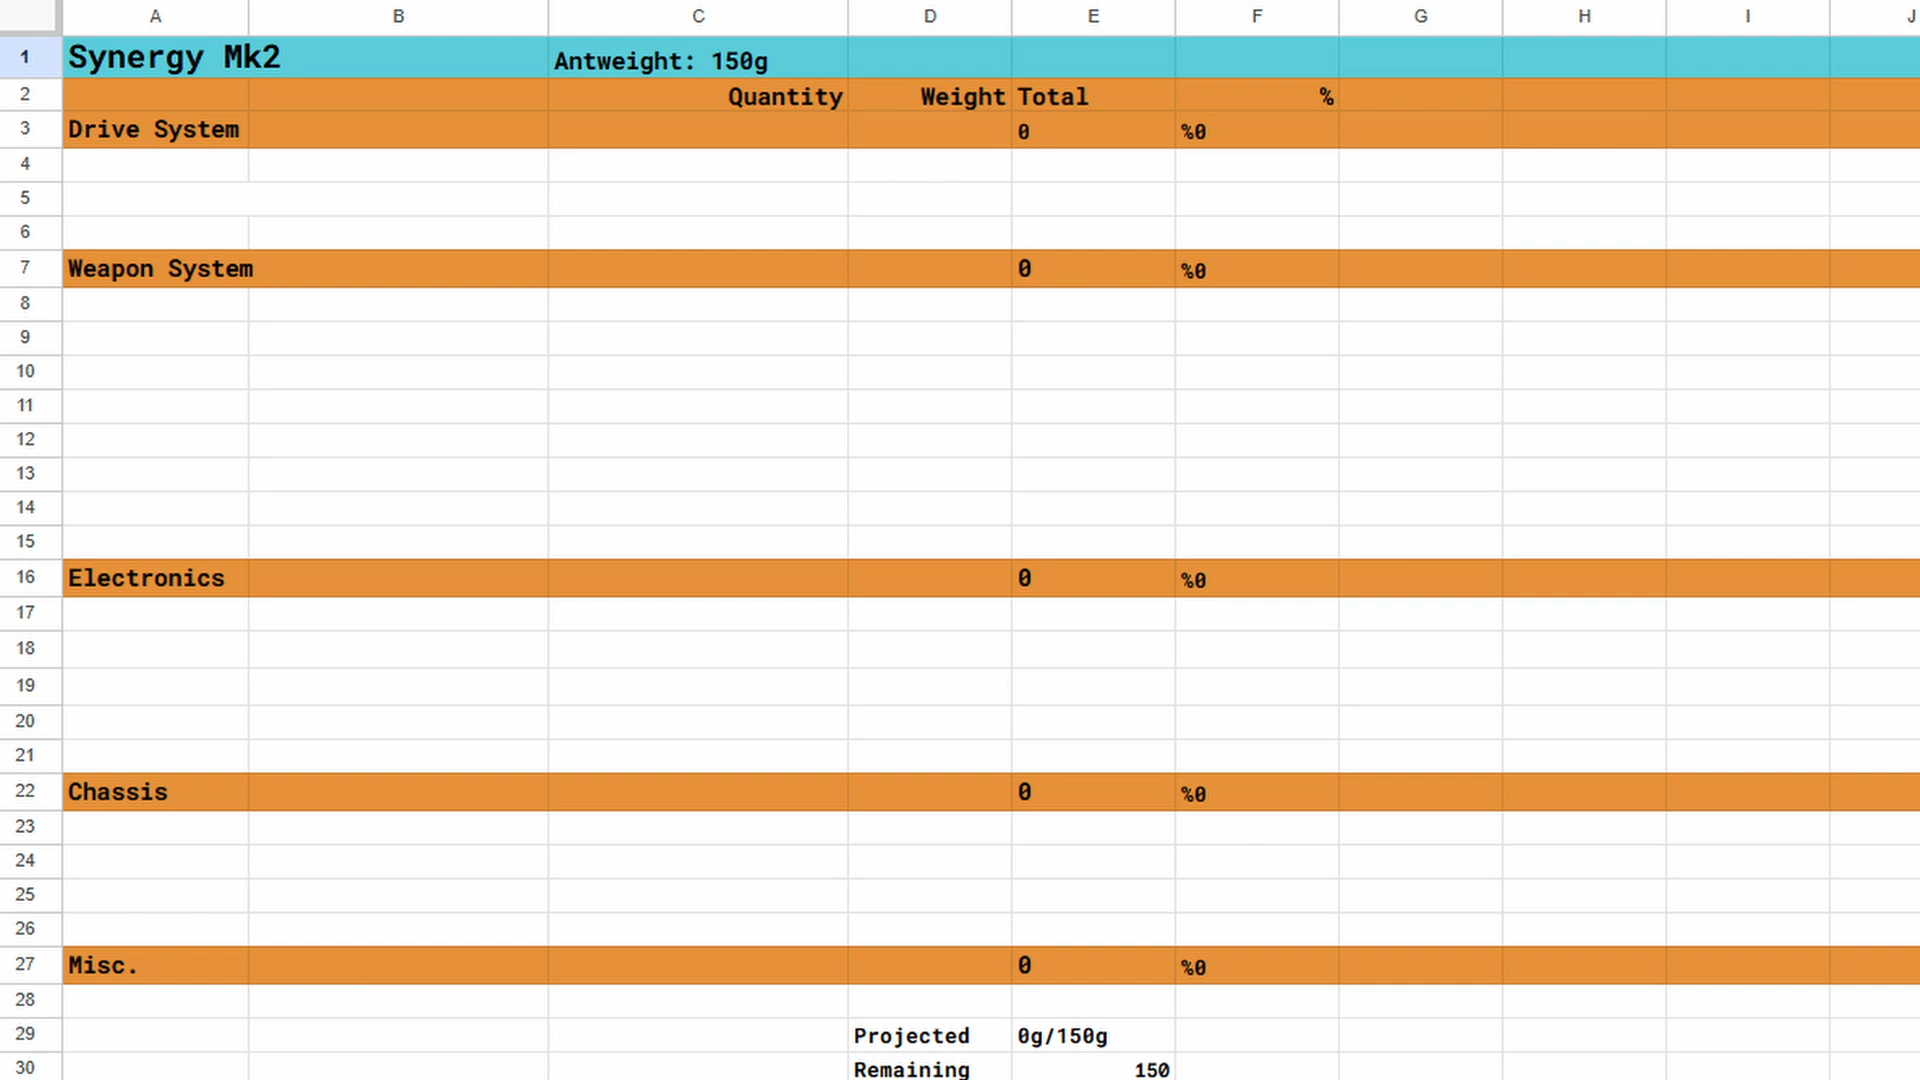 A B C D E F G H I J
1 Synergy Mk2 Antweight: 150g
2 Quantity Weight Total %
3 Drive System 0 %0
4
5
6
7 Weapon System 0 %0
8
9
10
11
12
13
14
15
16 Electronics 0 %0
17
18
19
20
21
22 Chassis 0 %0
23
24
25
26
27 Misc. 0 %0
28
29 Projected 0g/150g
30 Remaining 150